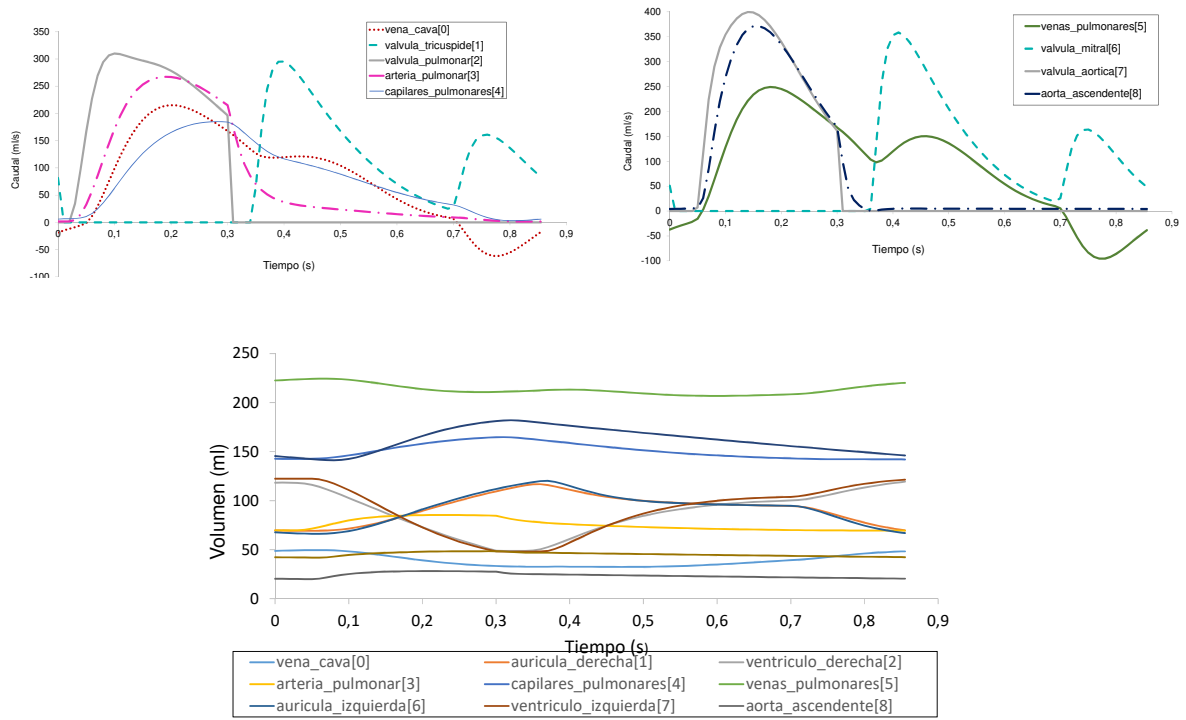 350
300
250
200
150
100
50
0
-50
-100
Caudal (ml/s)
0
0,1
0,2
0,3
0,4
0,5
0,6
0,7
0,8
0,9
Tiempo (s)
vena_cava[0]
valvula_tricuspide[1]
valvula_pulmonar[2]
arteria_pulmonar[3]
capilares_pulmonares[4]
400
350
300
250
200
150
100
50
0
-50
-100
Caudal (ml/s)
0
0,1
0,2
0,3
0,4
0,5
0,6
0,7
0,8
0,9
Tiempo (s)
venas_pulmonares[5]
valvula_mitral[6]
valvula_aortica[7]
aorta_ascendente[8]
250
200
150
100
50
0
Volumen (ml)
0
0,1
0,2
0,3
0,4
0,5
0,6
0,7
0,8
0,9
Tiempo (s)
vena_cava[0]
auricula_derecha[1]
ventriculo_derecha[2]
arteria_pulmonar[3]
capilares_pulmonares[4]
venas_pulmonares[5]
auricula_izquierda[6]
ventriculo_izquierda[7]
aorta_ascendente[8]